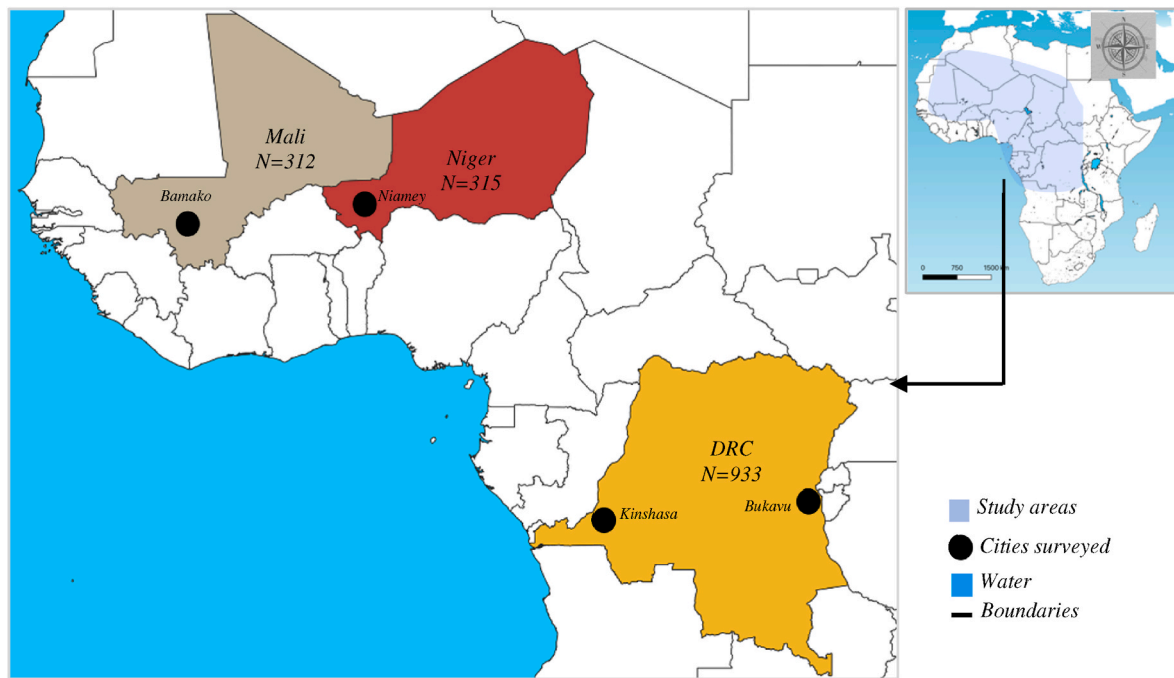 Mali
N=312
Bamako
Niger
N=315
Niamey
DRC
N=933
Kinshasa
Bukavu
0 750 1500 km
Study areas
Cities surveyed
Water
Boundaries